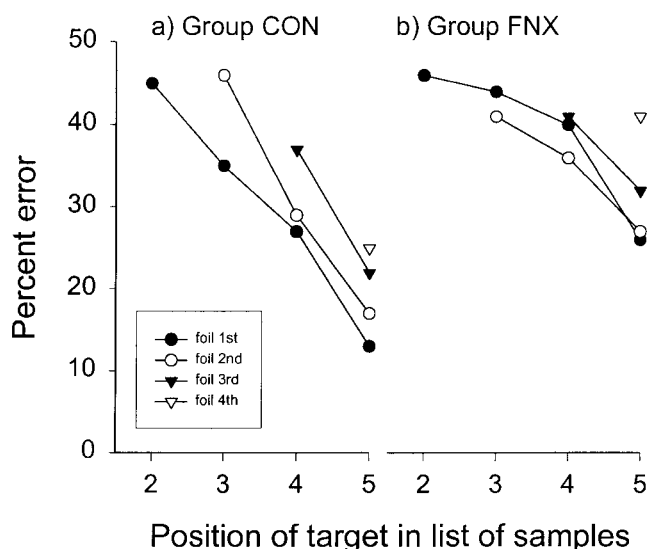 a) Group CON
b) Group FNX
Percent error
50
40
30
20
10
0
foil 1st
foil 2nd
foil 3rd
foil 4th
2 3 4 5
2 3 4 5
Position of target in list of samples